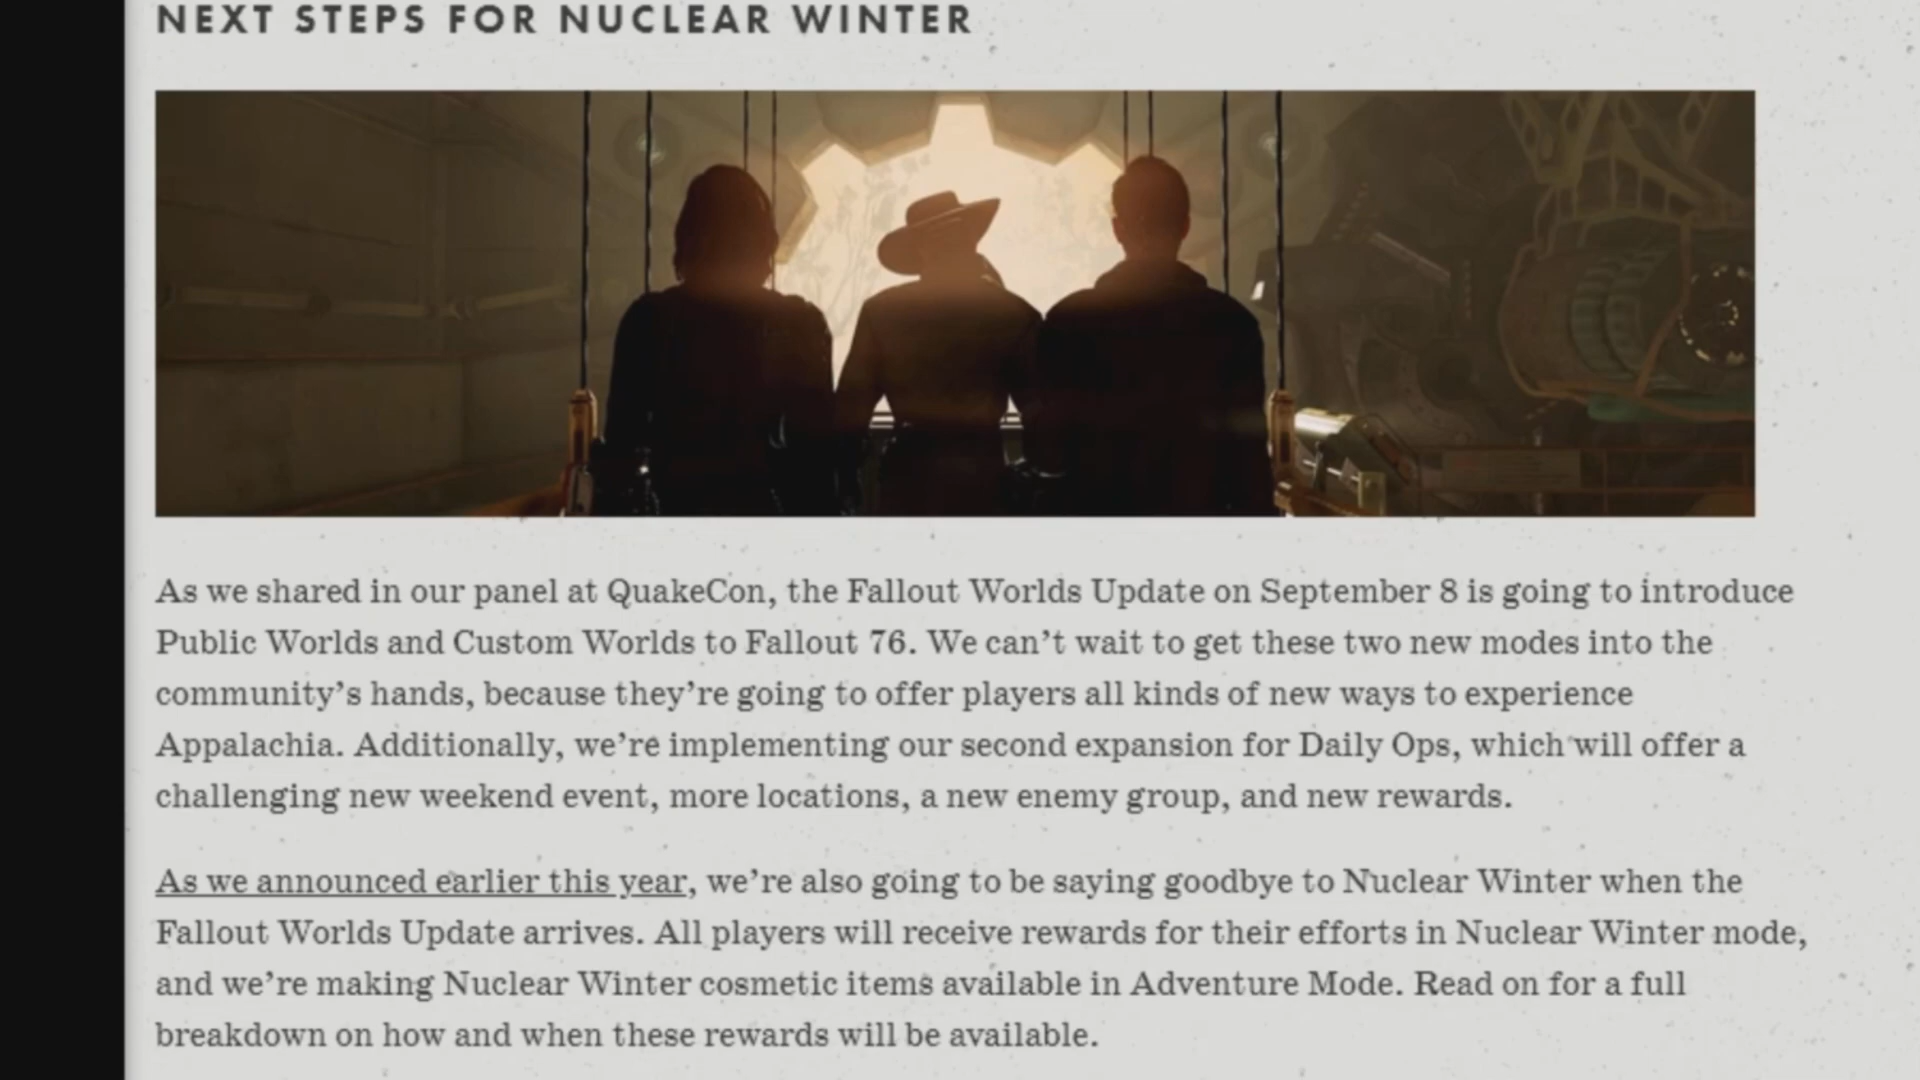 NEXT STEPS FOR NUCLEAR WINTER
As we shared in our panel at QuakeCon, the Fallout Worlds Update on September 8 is going to introduce
Public Worlds and Custom Worlds to Fallout 76. We can’t wait to get these two new modes into the
community’s hands, because they’re going to offer players all kinds of new ways to experience
Appalachia. Additionally, we’re implementing our second expansion for Daily Ops, which will offer a
challenging new weekend event, more locations, a new enemy group, and new rewards.
As we announced earlier this year, we’re also going to be saying goodbye to Nuclear Winter when the
Fallout Worlds Update arrives. All players will receive rewards for their efforts in Nuclear Winter mode,
and we’re making Nuclear Winter cosmetic items available in Adventure Mode. Read on for a full
breakdown on how and when these rewards will be available.